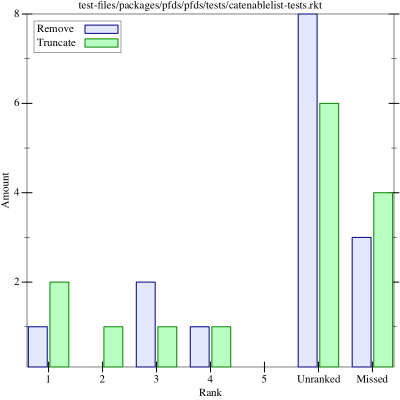 test-files/packages/pfds/pfds/tests/catenablelist-tests.rkt
Remove
Truncate
8
6
4
2
Amount
1 2 3 4 5 Unranked Missed
Rank